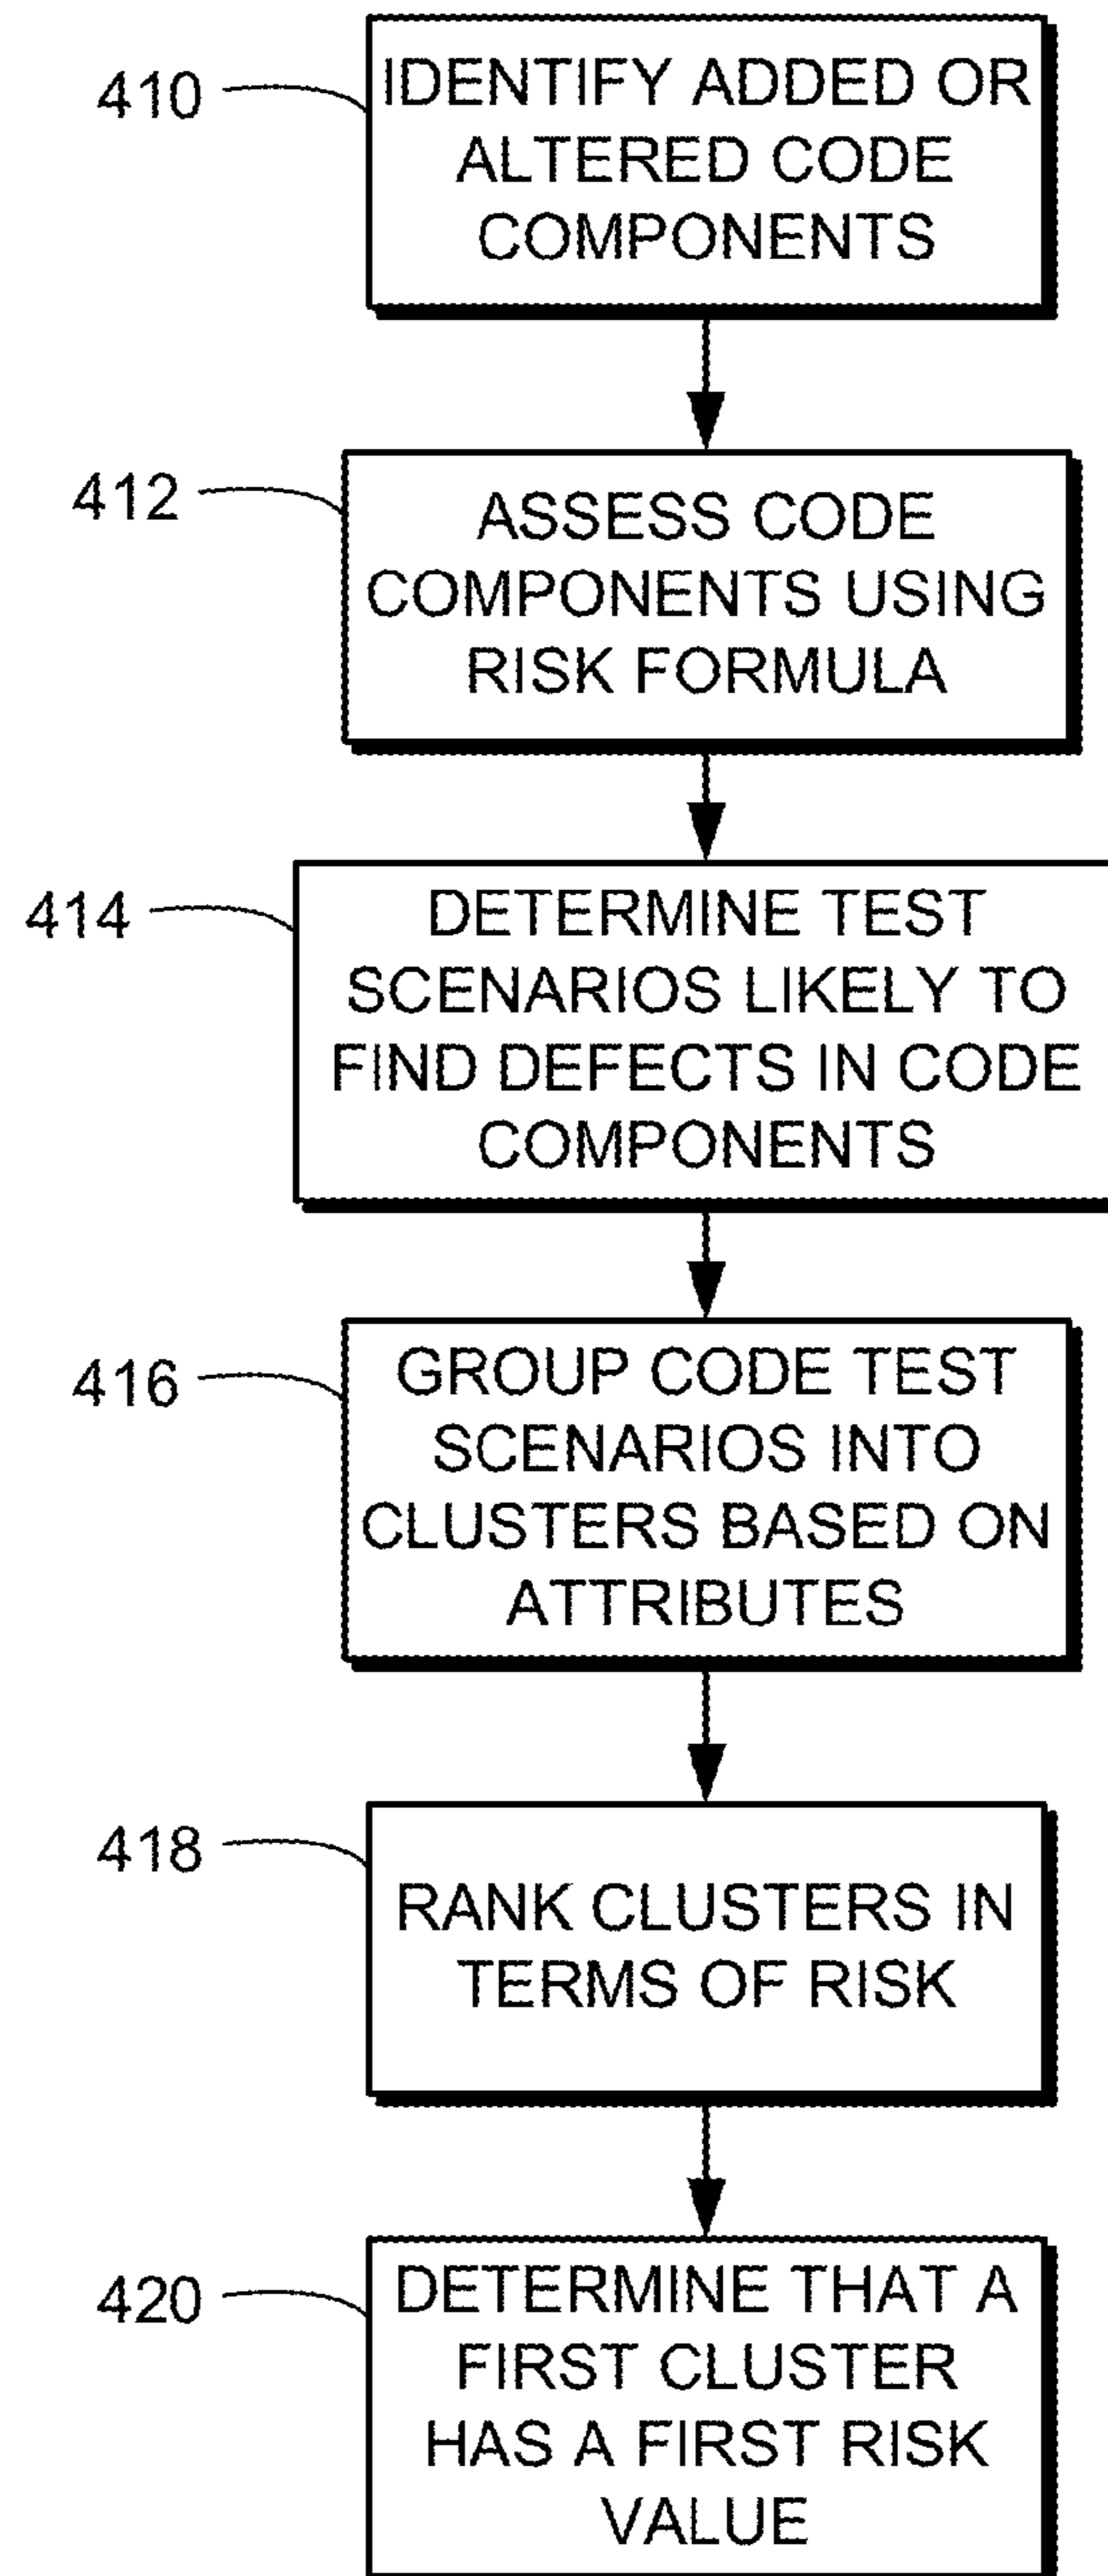 410
IDENTIFY ADDED OR
ALTERED CODE
COMPONENTS
412
ASSESS CODE
COMPONENTS USING
RISK FORMULA
414
DETERMINE TEST
SCENARIOS LIKELY TO
FIND DEFECTS IN CODE
COMPONENTS
416
GROUP CODE TEST
SCENARIOS INTO
CLUSTERS BASED ON
ATTRIBUTES
418
RANK CLUSTERS IN
TERMS OF RISK
420
DETERMINE THAT A
FIRST CLUSTER
HAS A FIRST RISK
VALUE